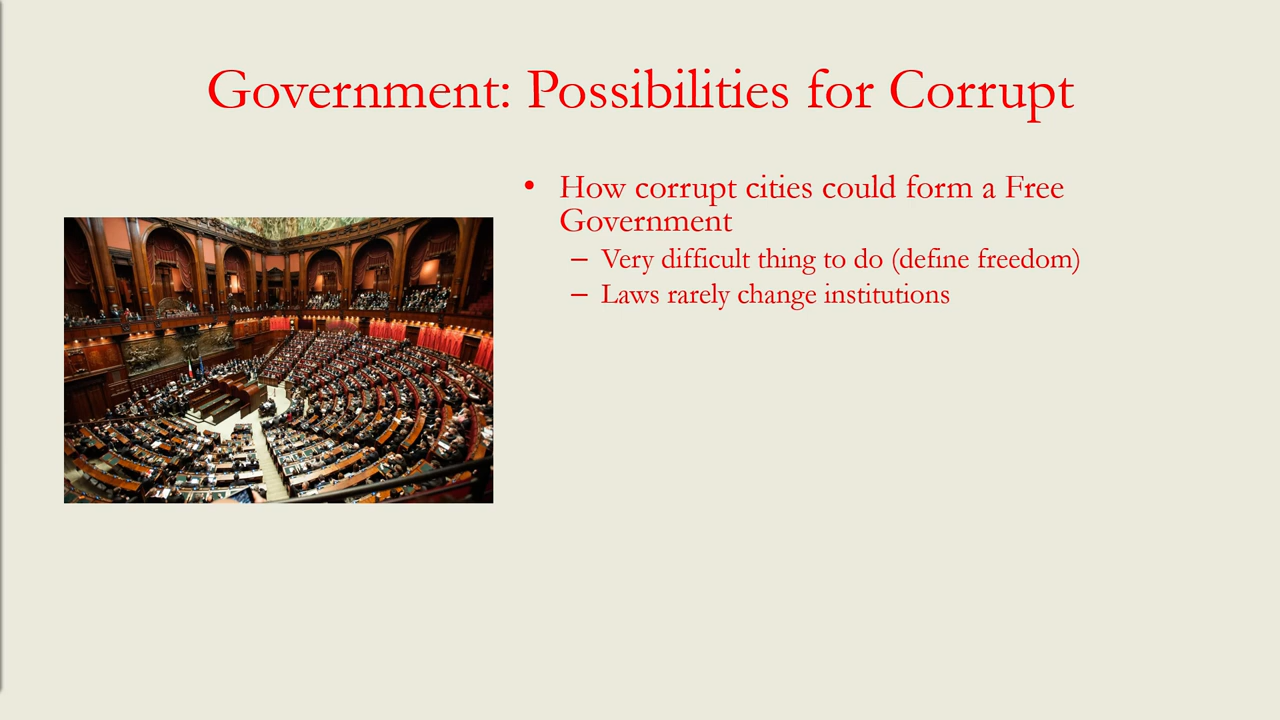 Government: Possibilities for Corrupt
• How corrupt cities could form a Free
Government
– Very difficult thing to do (define freedom)
– Laws rarely change institutions